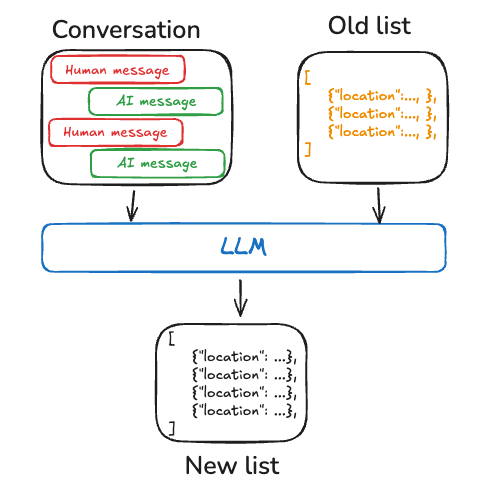 Conversation
Human message
AI message
Human message
AI message
Old list
[
{"location":..., },
{"location":..., },
{"location":..., },
]
LLM
[
{"location": ...},
{"location": ...},
{"location": ...},
{"location": ...},
]
New list